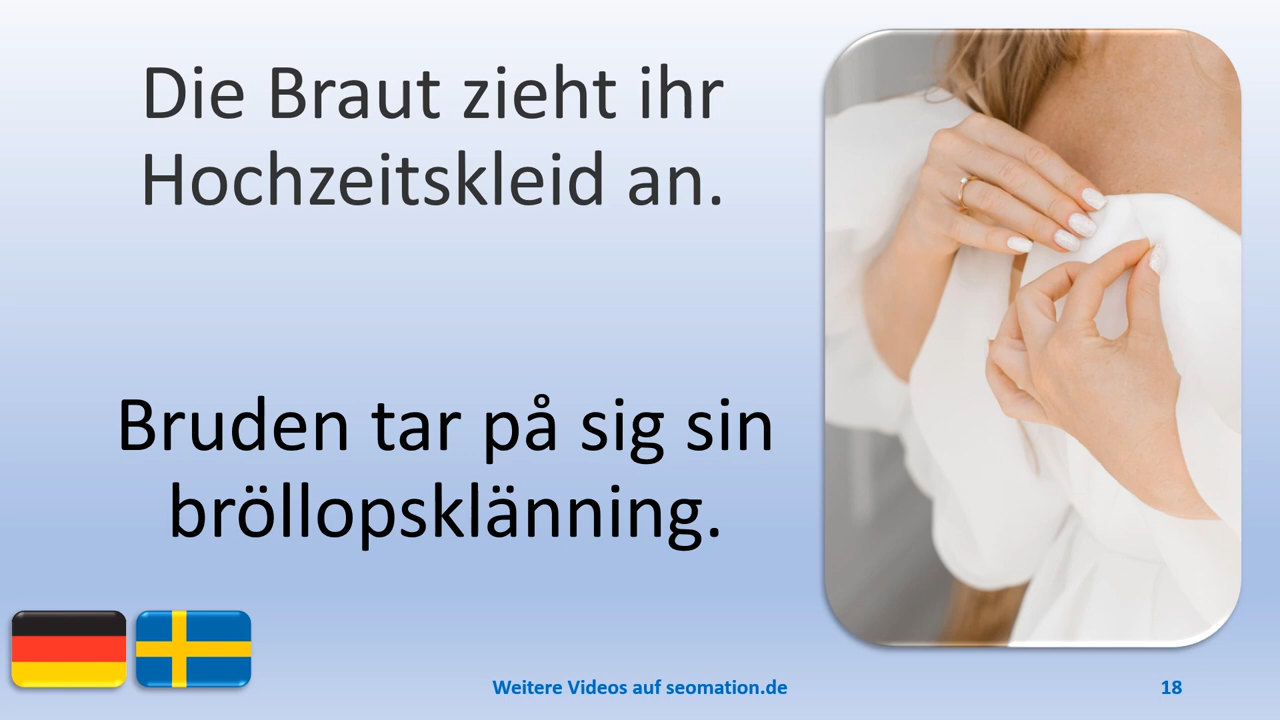 Die Braut zieht ihr
Hochzeitskleid an.
Bruden tar på sig sin
bröllopsklänning.
Weitere Videos auf seomation.de
18